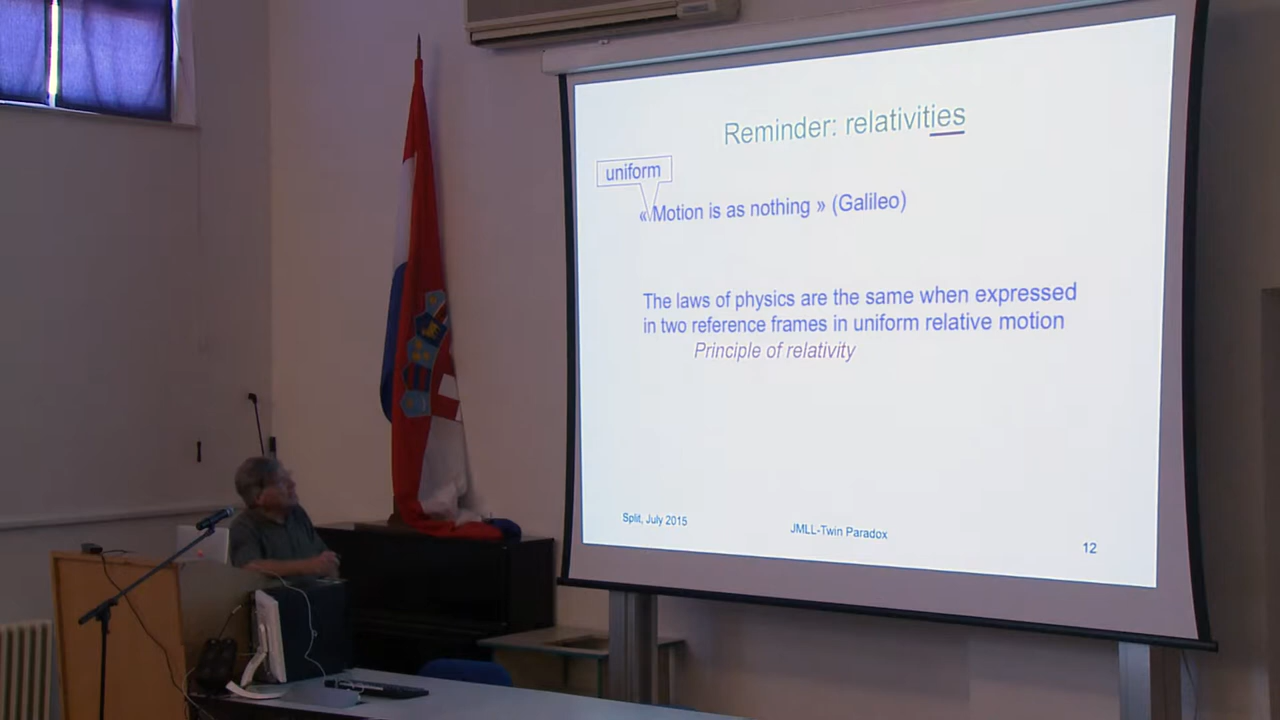 Reminder: relativities
uniform
« Motion is as nothing » (Galileo)
The laws of physics are the same when expressed
in two reference frames in uniform relative motion
Principle of relativity
Split, July 2015
JMLL-Twin Paradox
12